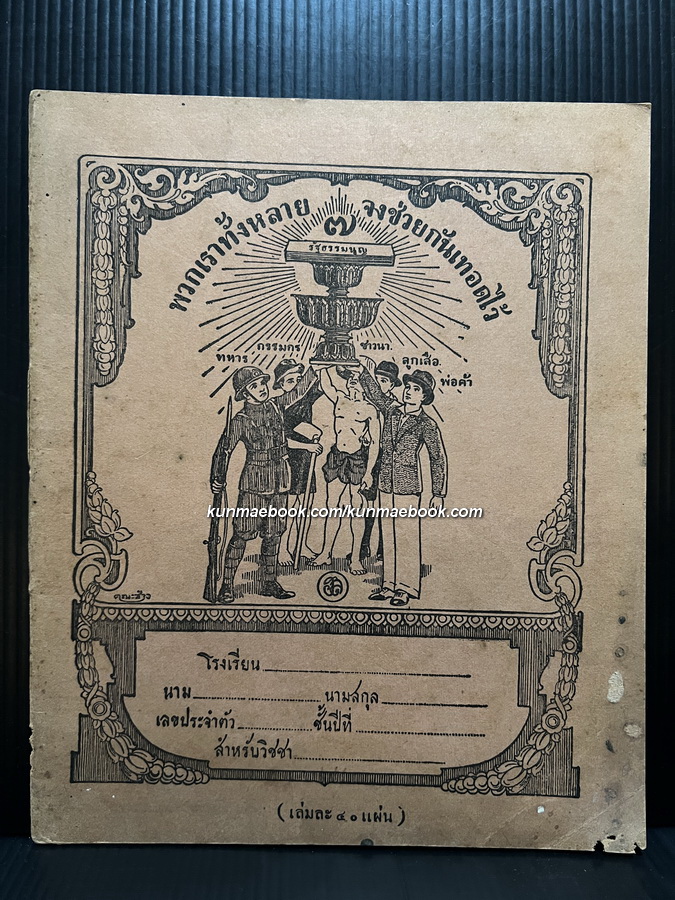 พวกเราทั้งหลาย ๗ จงช่วยกันเทอดไว้
รัฐธรรมนูญ
ทหาร กรรมกร ชาวนา ลูกเสือ พ่อค้า
kunmaebook.com/kunmaebook.com
โรงเรียน
นาม นามสกุล
เลขประจำตัว ชั้นปีที่
สำหรับวิชชา
(เล่มละ ๔๐ แผ่น)